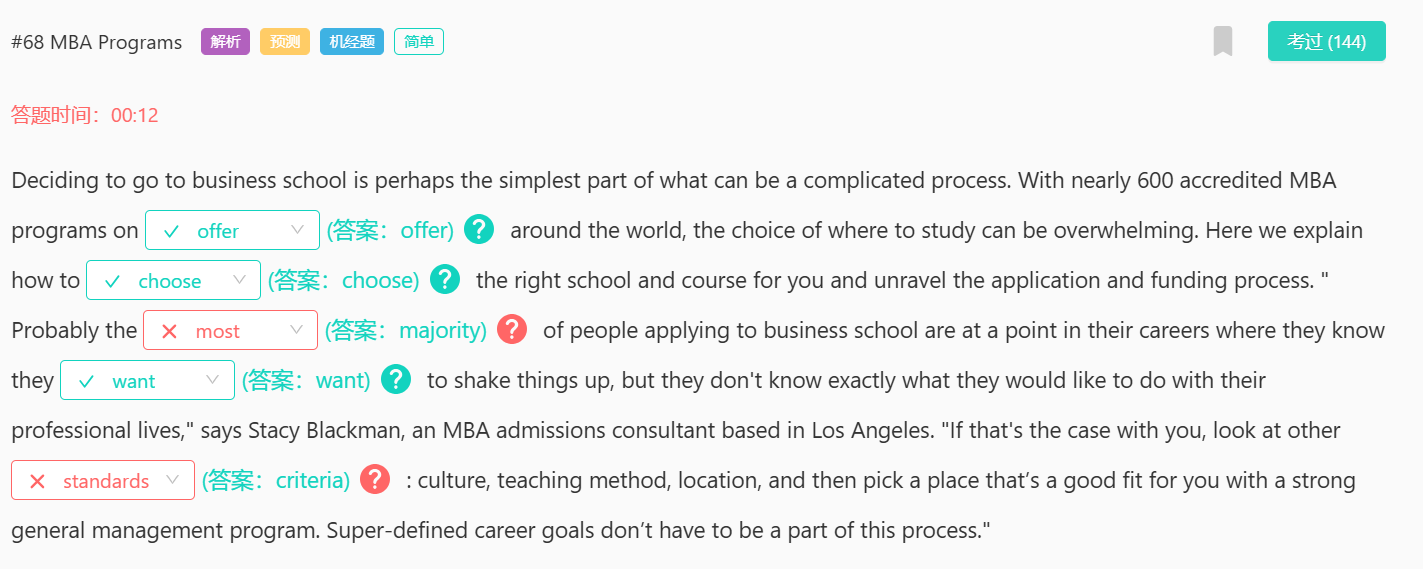 #68 MBA Programs 解析 预测 机经题 简单 考过 (144)
答题时间：00:12
Deciding to go to business school is perhaps the simplest part of what can be a complicated process. With nearly 600 accredited MBA
programs on offer (答案：offer) ? around the world, the choice of where to study can be overwhelming. Here we explain
how to choose (答案：choose) ? the right school and course for you and unravel the application and funding process. "
Probably the most (答案：majority) ? of people applying to business school are at a point in their careers where they know
they want (答案：want) ? to shake things up, but they don't know exactly what they would like to do with their
professional lives," says Stacy Blackman, an MBA admissions consultant based in Los Angeles. "If that's the case with you, look at other
standards (答案：criteria) ? : culture, teaching method, location, and then pick a place that’s a good fit for you with a strong
general management program. Super-defined career goals don’t have to be a part of this process."